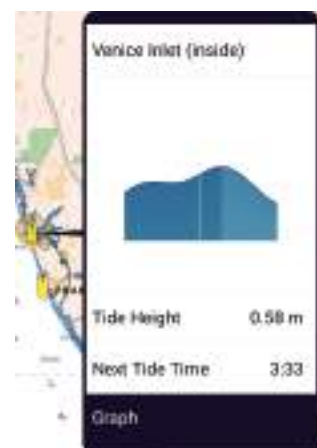 Venice Inlet (inside)
Tide Height 0.58 m
Next Tide Time 3:33
Graph